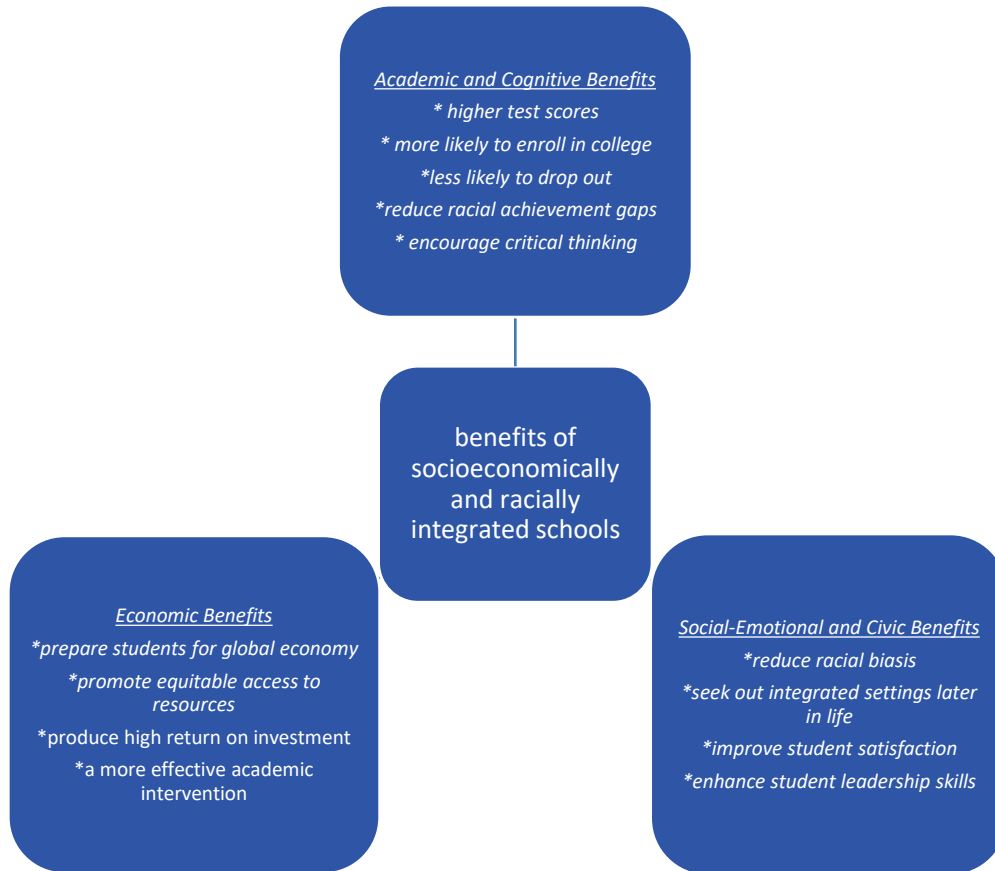 Academic and Cognitive Benefits
* higher test scores
* more likely to enroll in college
*less likely to drop out
*reduce racial achievement gaps
* encourage critical thinking
benefits of
socioeconomically
and racially
integrated schools
Economic Benefits
*prepare students for global economy
*promote equitable access to
resources
*produce high return on investment
*a more effective academic
intervention
Social-Emotional and Civic Benefits
*reduce racial biasis
*seek out integrated settings later
in life
*improve student satisfaction
*enhance student leadership skills